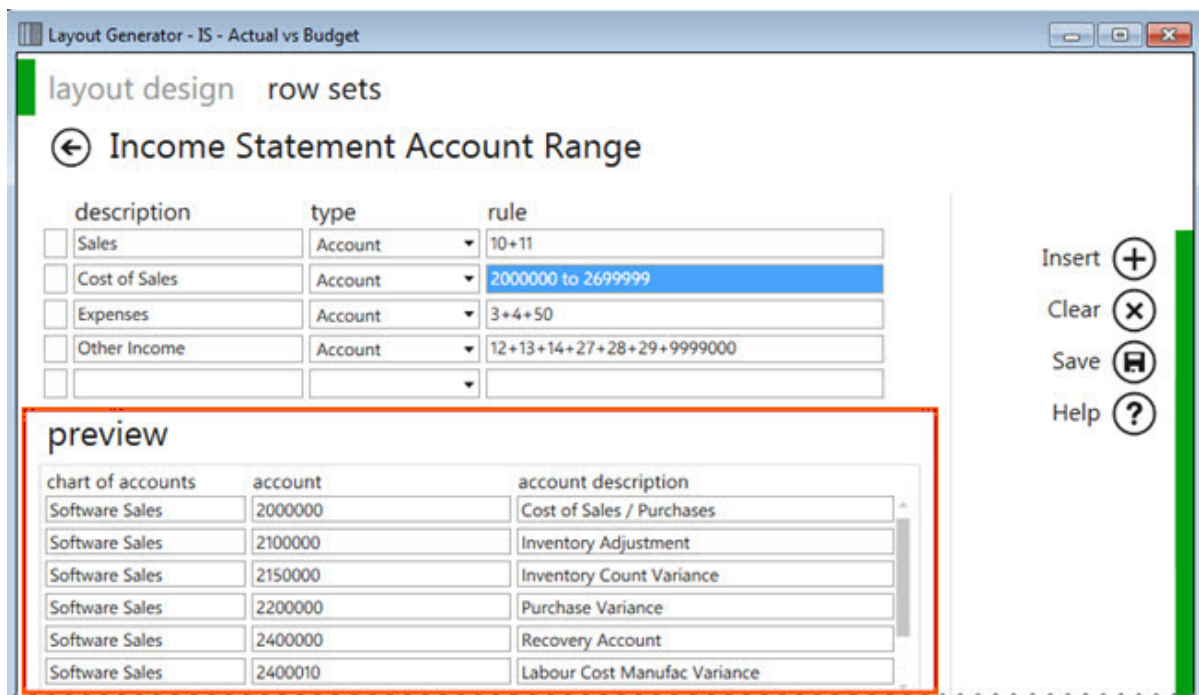 Layout Generator - IS - Actual vs Budget
layout design row sets
Income Statement Account Range
description type rule
Sales Account 10+11
Cost of Sales Account 2000000 to 2699999
Expenses Account 3+4+50
Other Income Account 12+13+14+27+28+29+9999000
Insert
Clear
Save
Help ?
preview
chart of accounts account account description
Software Sales 2000000 Cost of Sales / Purchases
Software Sales 2100000 Inventory Adjustment
Software Sales 2150000 Inventory Count Variance
Software Sales 2200000 Purchase Variance
Software Sales 2400000 Recovery Account
Software Sales 2400010 Labour Cost Manufac Variance